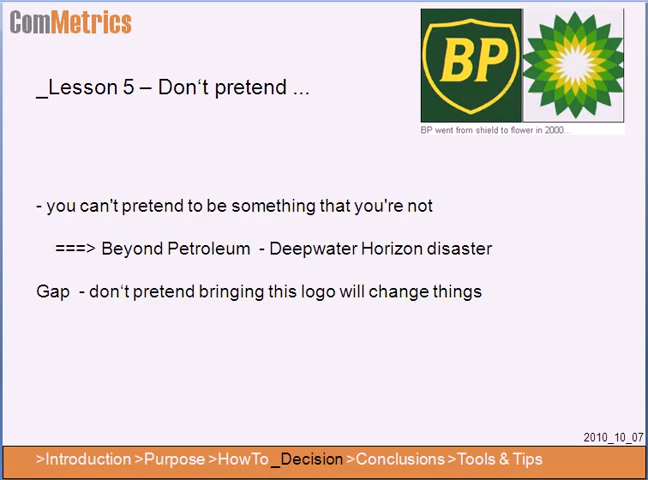 ComMetrics
BP
_Lesson 5 – Don‘t pretend ...
BP went from shield to flower in 2000...
- you can't pretend to be something that you're not
===> Beyond Petroleum - Deepwater Horizon disaster
Gap - don‘t pretend bringing this logo will change things
2010_10_07
>Introduction >Purpose >HowTo _Decision >Conclusions >Tools & Tips